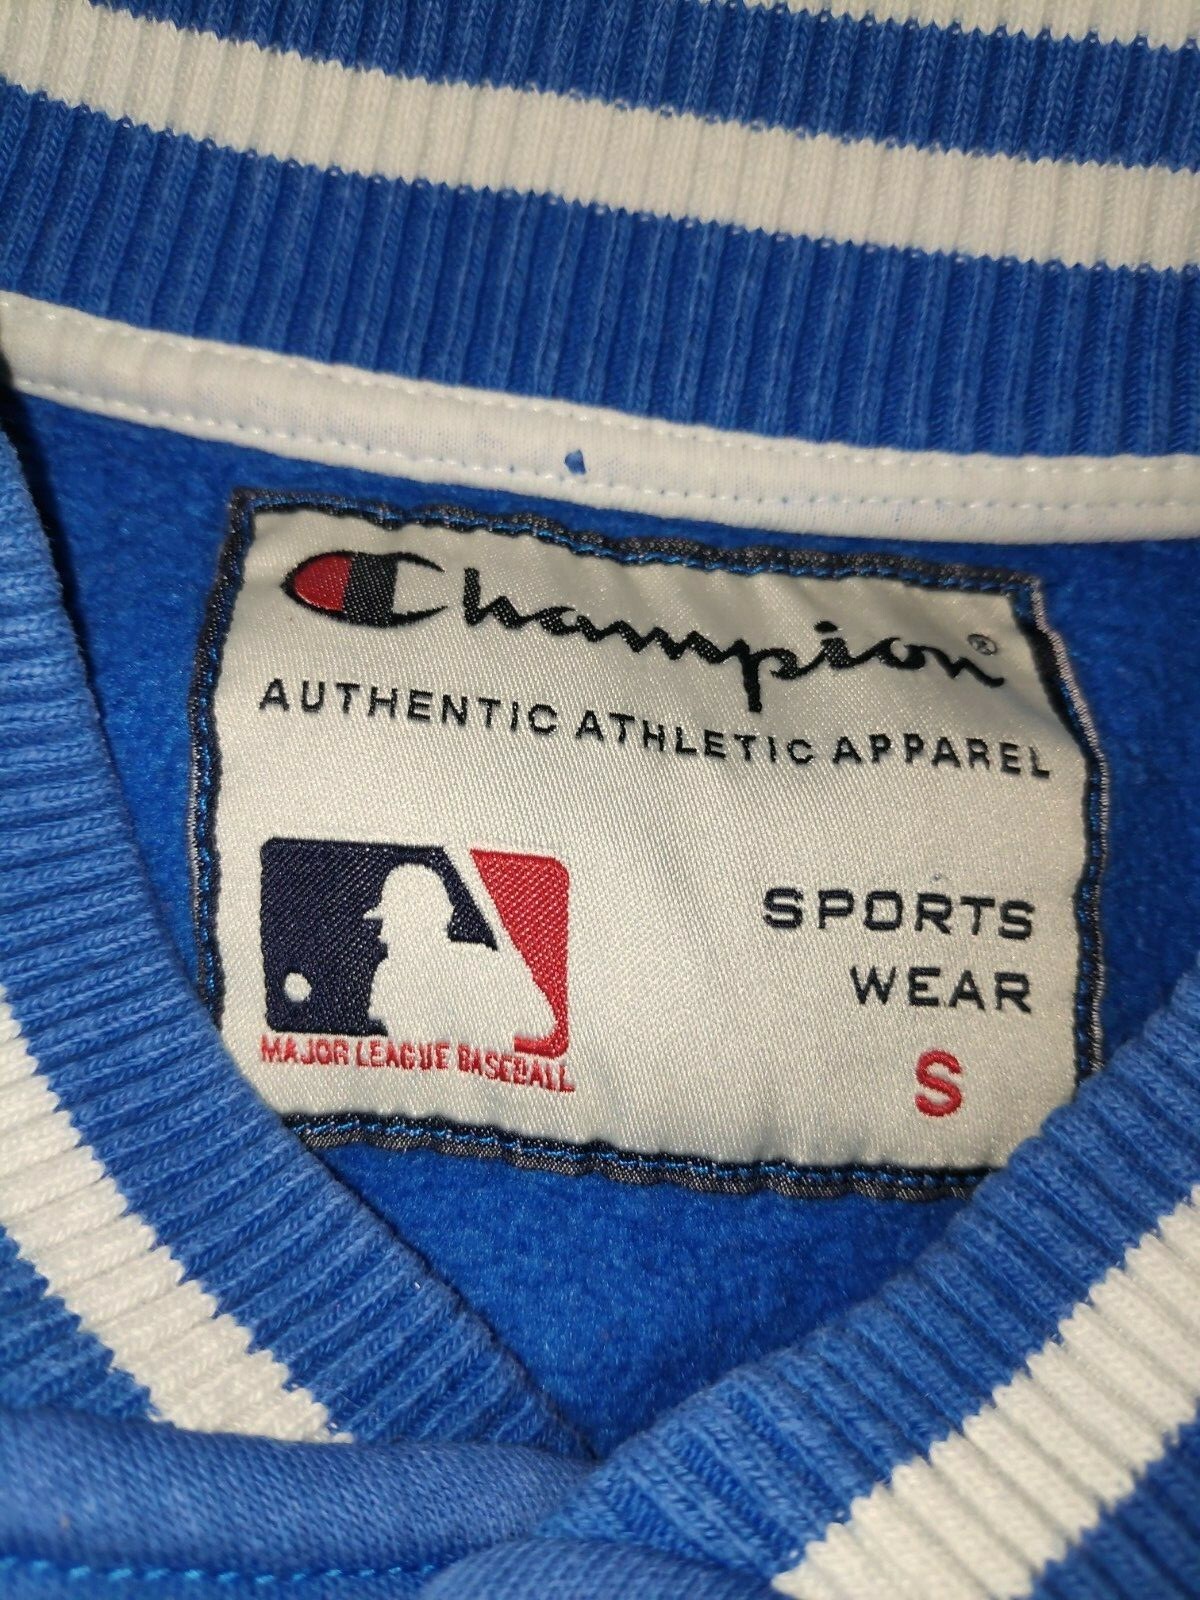 Champion®
AUTHENTIC ATHLETIC APPAREL
SPORTS
WEAR
MAJOR LEAGUE BASEBALL
S